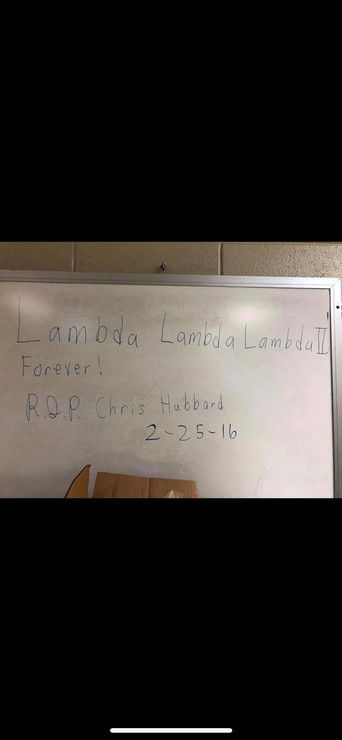 Lambda Lambda Lambda II
Forever!
R.I.P. Chris Hubbard
2-25-16